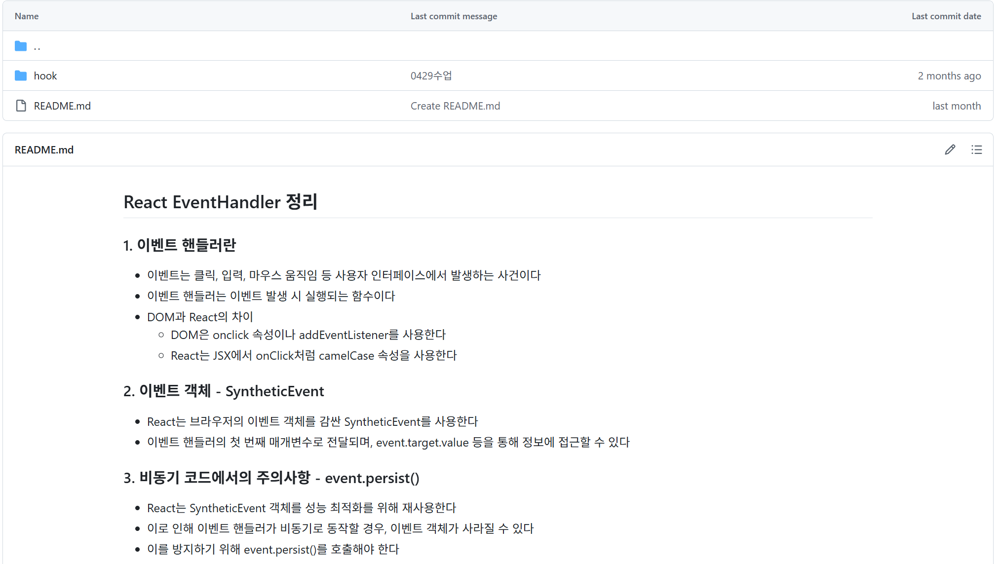 Name Last commit message Last commit date
..
hook 0429수업 2 months ago
README.md Create README.md last month
README.md
React EventHandler 정리
1. 이벤트 핸들러란
• 이벤트는 클릭, 입력, 마우스 움직임 등 사용자 인터페이스에서 발생하는 사건이다
• 이벤트 핸들러는 이벤트 발생 시 실행되는 함수이다
• DOM과 React의 차이
◦ DOM은 onclick 속성이나 addEventListener를 사용한다
◦ React는 JSX에서 onClick처럼 camelCase 속성을 사용한다
2. 이벤트 객체 - SyntheticEvent
• React는 브라우저의 이벤트 객체를 감싼 SyntheticEvent를 사용한다
• 이벤트 핸들러의 첫 번째 매개변수로 전달되며, event.target.value 등을 통해 정보에 접근할 수 있다
3. 비동기 코드에서의 주의사항 - event.persist()
• React는 SyntheticEvent 객체를 성능 최적화를 위해 재사용한다
• 이로 인해 이벤트 핸들러가 비동기로 동작할 경우, 이벤트 객체가 사라질 수 있다
• 이를 방지하기 위해 event.persist()를 호출해야 한다